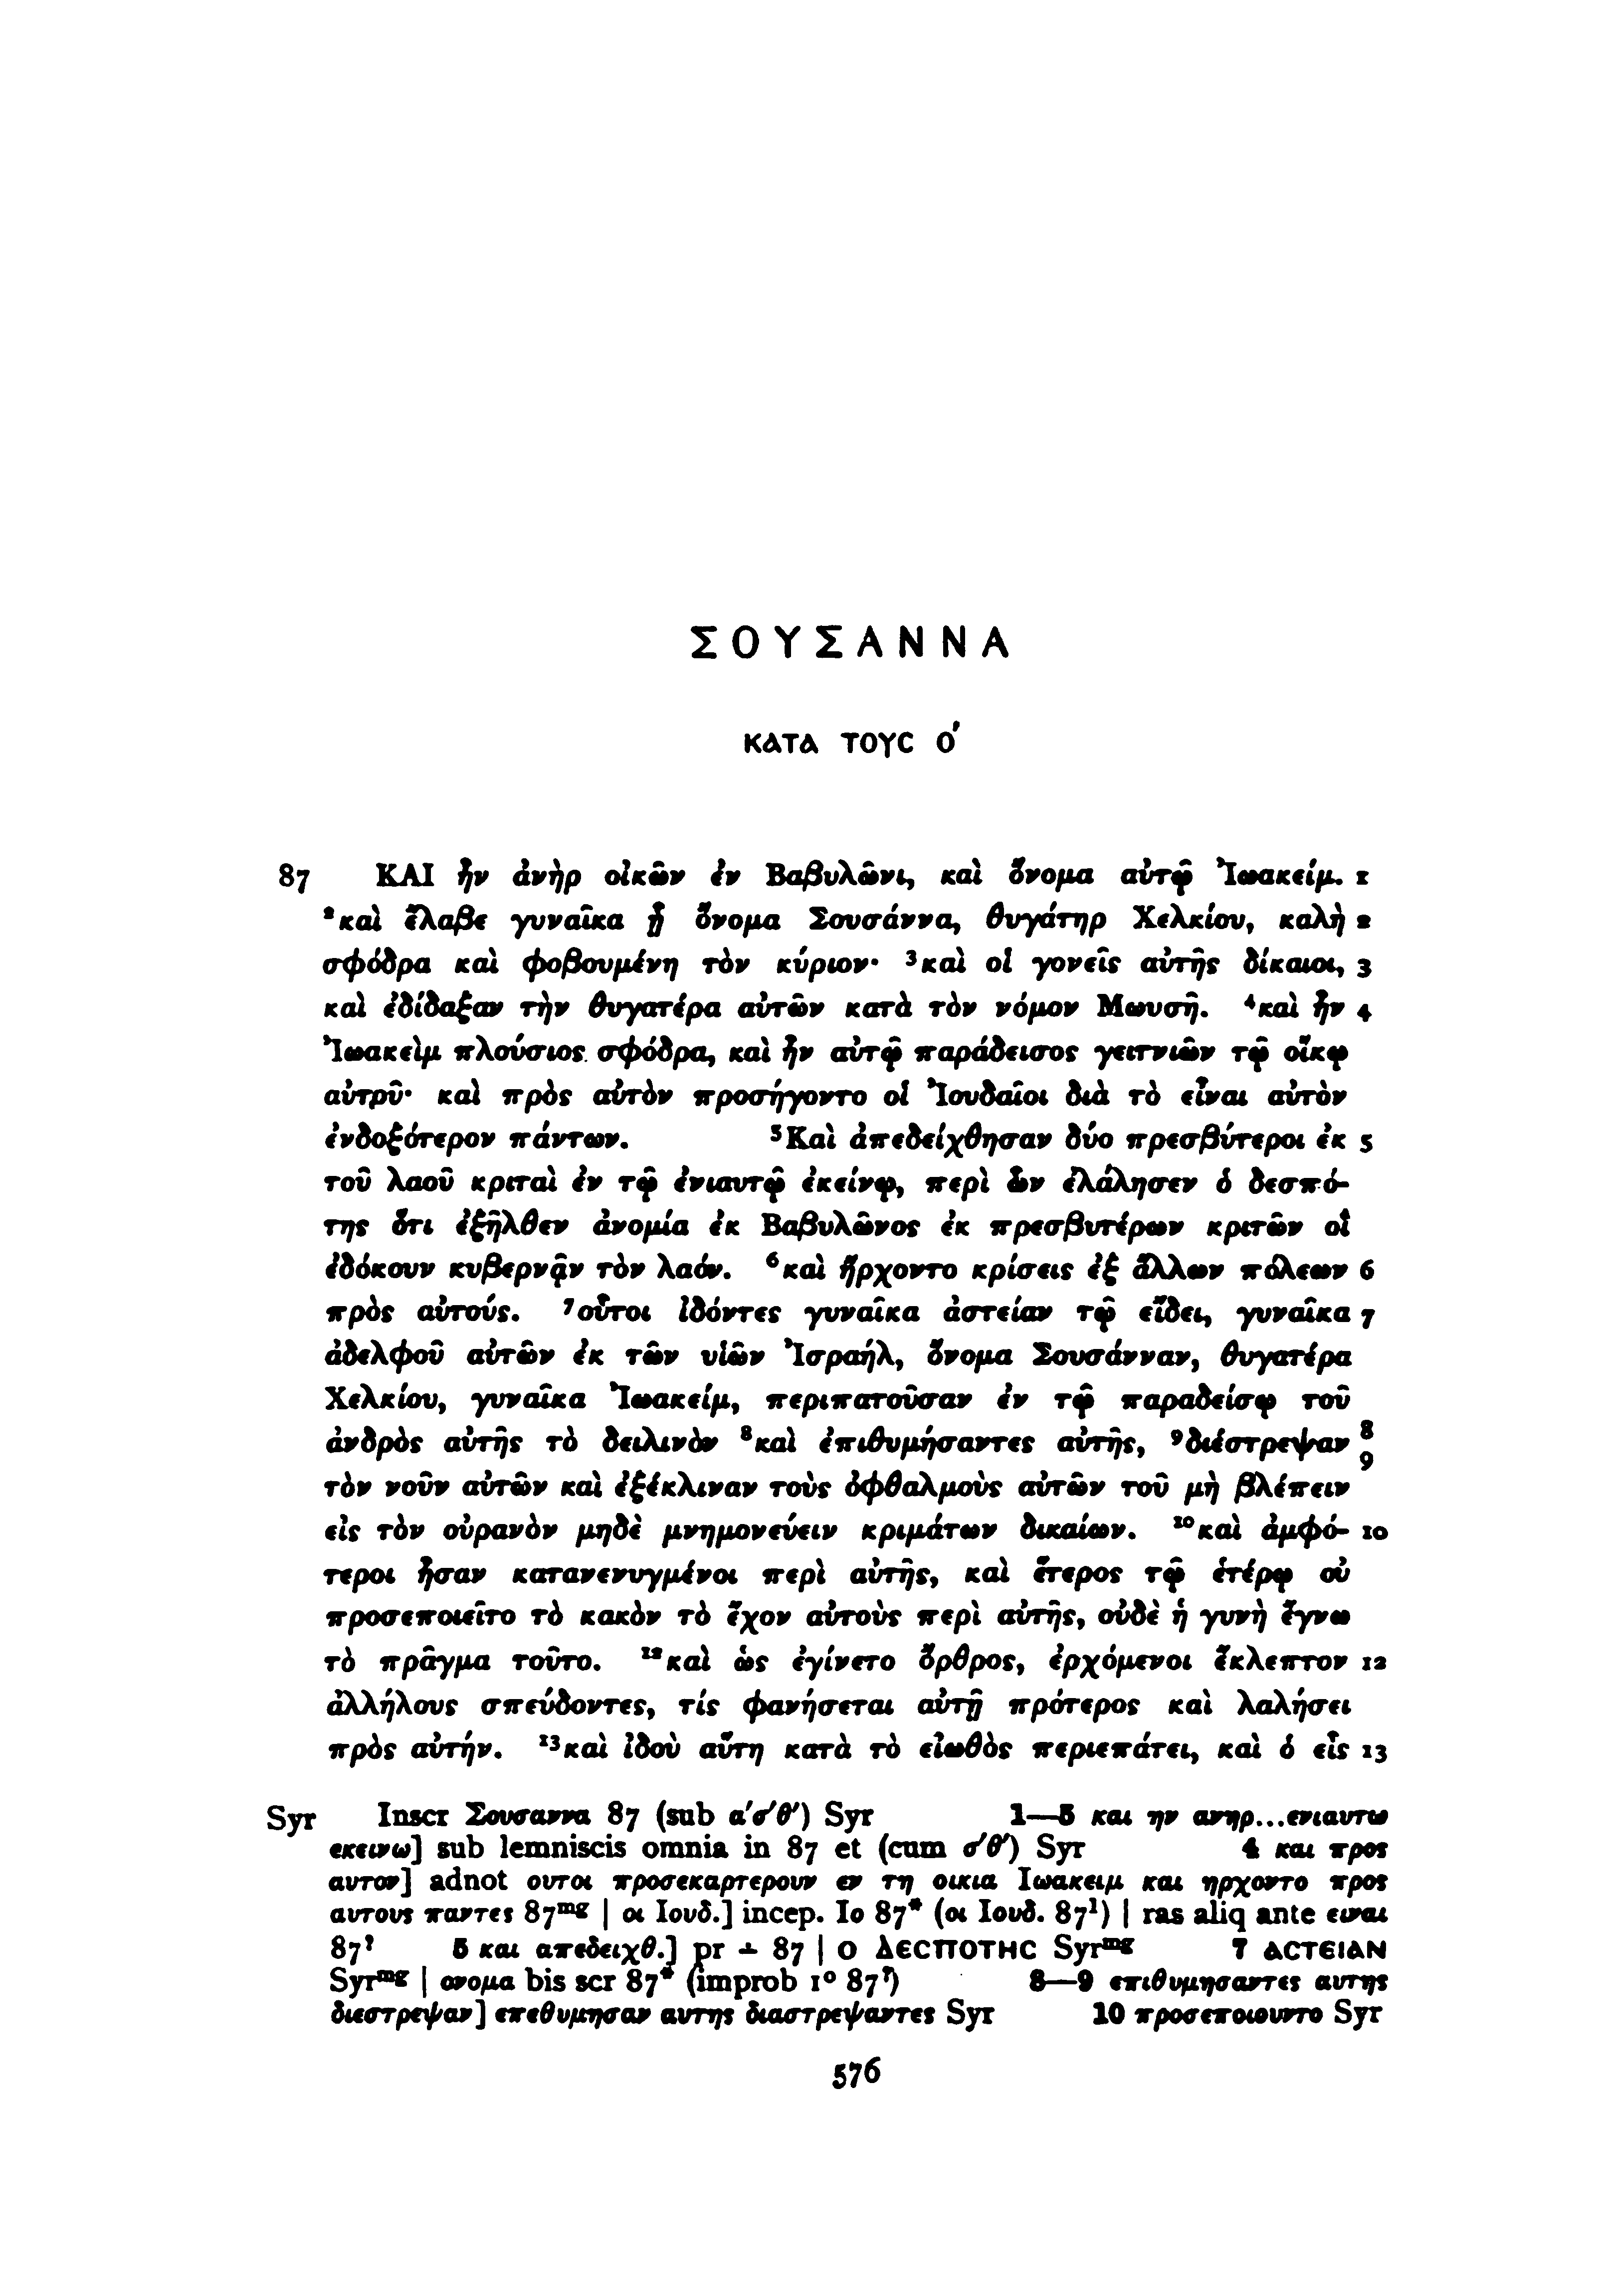 ΣΟΥΣΑΝΝΑ
ΚΑΤΑ ΤΟΥC Ο΄
87 ΚΑΙ ἦν ἀνὴρ οἰκῶν ἐν Βαβυλῶνι, καὶ ὄνομα αὐτῷ Ἰωακείμ. 1
²καὶ ἔλαβε γυναῖκα ᾗ ὄνομα Σουσάννα, θυγάτηρ Χελκίου, καλὴ 2
σφόδρα καὶ φοβουμένη τὸν κύριον· ³καὶ οἱ γονεῖς αὐτῆς δίκαιοι, 3
καὶ ἐδίδαξαν τὴν θυγατέρα αὐτῶν κατὰ τὸν νόμον Μωυσῆ. ⁴καὶ ἦν 4
Ἰωακεὶμ πλούσιος σφόδρα, καὶ ἦν αὐτῷ παράδεισος γειτνιῶν τῷ οἴκῳ
αὐτοῦ· καὶ πρὸς αὐτὸν προσήγοντο οἱ Ἰουδαῖοι διὰ τὸ εἶναι αὐτὸν
ἐνδοξότερον πάντων. ⁵Καὶ ἀπεδείχθησαν δύο πρεσβύτεροι ἐκ 5
τοῦ λαοῦ κριταὶ ἐν τῷ ἐνιαυτῷ ἐκείνῳ, περὶ ὧν ἐλάλησεν ὁ δεσπό-
της ὅτι ἐξῆλθεν ἀνομία ἐκ Βαβυλῶνος ἐκ πρεσβυτέρων κριτῶν οἳ
ἐδόκουν κυβερνᾷν τὸν λαόν. ⁶καὶ ἤρχοντο κρίσεις ἐξ ἄλλων πόλεων 6
πρὸς αὐτούς. ⁷οὗτοι ἰδόντες γυναῖκα ἀστείαν τῷ εἴδει, γυναῖκα 7
ἀδελφοῦ αὐτῶν ἐκ τῶν υἱῶν Ἰσραήλ, ὄνομα Σουσάνναν, θυγατέρα
Χελκίου, γυναῖκα Ἰωακείμ, περιπατοῦσαν ἐν τῷ παραδείσῳ τοῦ
ἀνδρὸς αὐτῆς τὸ δειλινὸν ⁸καὶ ἐπιθυμήσαντες αὐτῆς, ⁹διέστρεψαν 8 9
τὸν νοῦν αὐτῶν καὶ ἐξέκλιναν τοὺς ὀφθαλμοὺς αὐτῶν τοῦ μὴ βλέπειν
εἰς τὸν οὐρανὸν μηδὲ μνημονεύειν κριμάτων δικαίων. ¹⁰καὶ ἀμφό- 10
τεροι ἦσαν κατανενυγμένοι περὶ αὐτῆς, καὶ ἕτερος τῷ ἑτέρῳ οὐ
προσεποιεῖτο τὸ κακὸν τὸ ἔχον αὐτοὺς περὶ αὐτῆς, οὐδὲ ἡ γυνὴ ἔγνω
τὸ πρᾶγμα τοῦτο. ¹²καὶ ὡς ἐγίνετο ὄρθρος, ἐρχόμενοι ἔκλεπτον 12
ἀλλήλους σπεύδοντες, τίς φανήσεται αὐτῇ πρότερος καὶ λαλήσει
πρὸς αὐτήν. ¹³καὶ ἰδοὺ αὕτη κατὰ τὸ εἰωθὸς περιεπάτει, καὶ ὁ εἷς 13
Syr Inscr Σουσαννα 87 (sub α΄σ΄θ΄) Syr 1—5 και ην ανηρ...ενιαυτω
εκεινω] sub lemniscis omnia in 87 et (cum σ΄θ΄) Syr 4 και προς
αυτον] adnot ουτοι προσεκαρτερουν εν τη οικια Ιωακειμ και ηρχοντο προς
αυτους παντες 87ᵐᵍ | οι Ιουδ.] incep. Ιο 87* (οι Ιουδ. 87¹) | ras aliq ante ειναι
87ˀ 5 και απεδειχθ.] pr ÷ 87 | Ο ΔΕCΠΟΤΗC Syrᵐᵍ 7 ΑCΤΕΙΑΝ
Syrᵐᵍ | ονομα bis scr 87* (improb 1° 87ˀ) 8—9 επιθυμησαντες αυτης
διεστρεψαν] επεθυμησαν αυτης διαστρεψαντες Syr 10 προσεποιουντο Syr
576